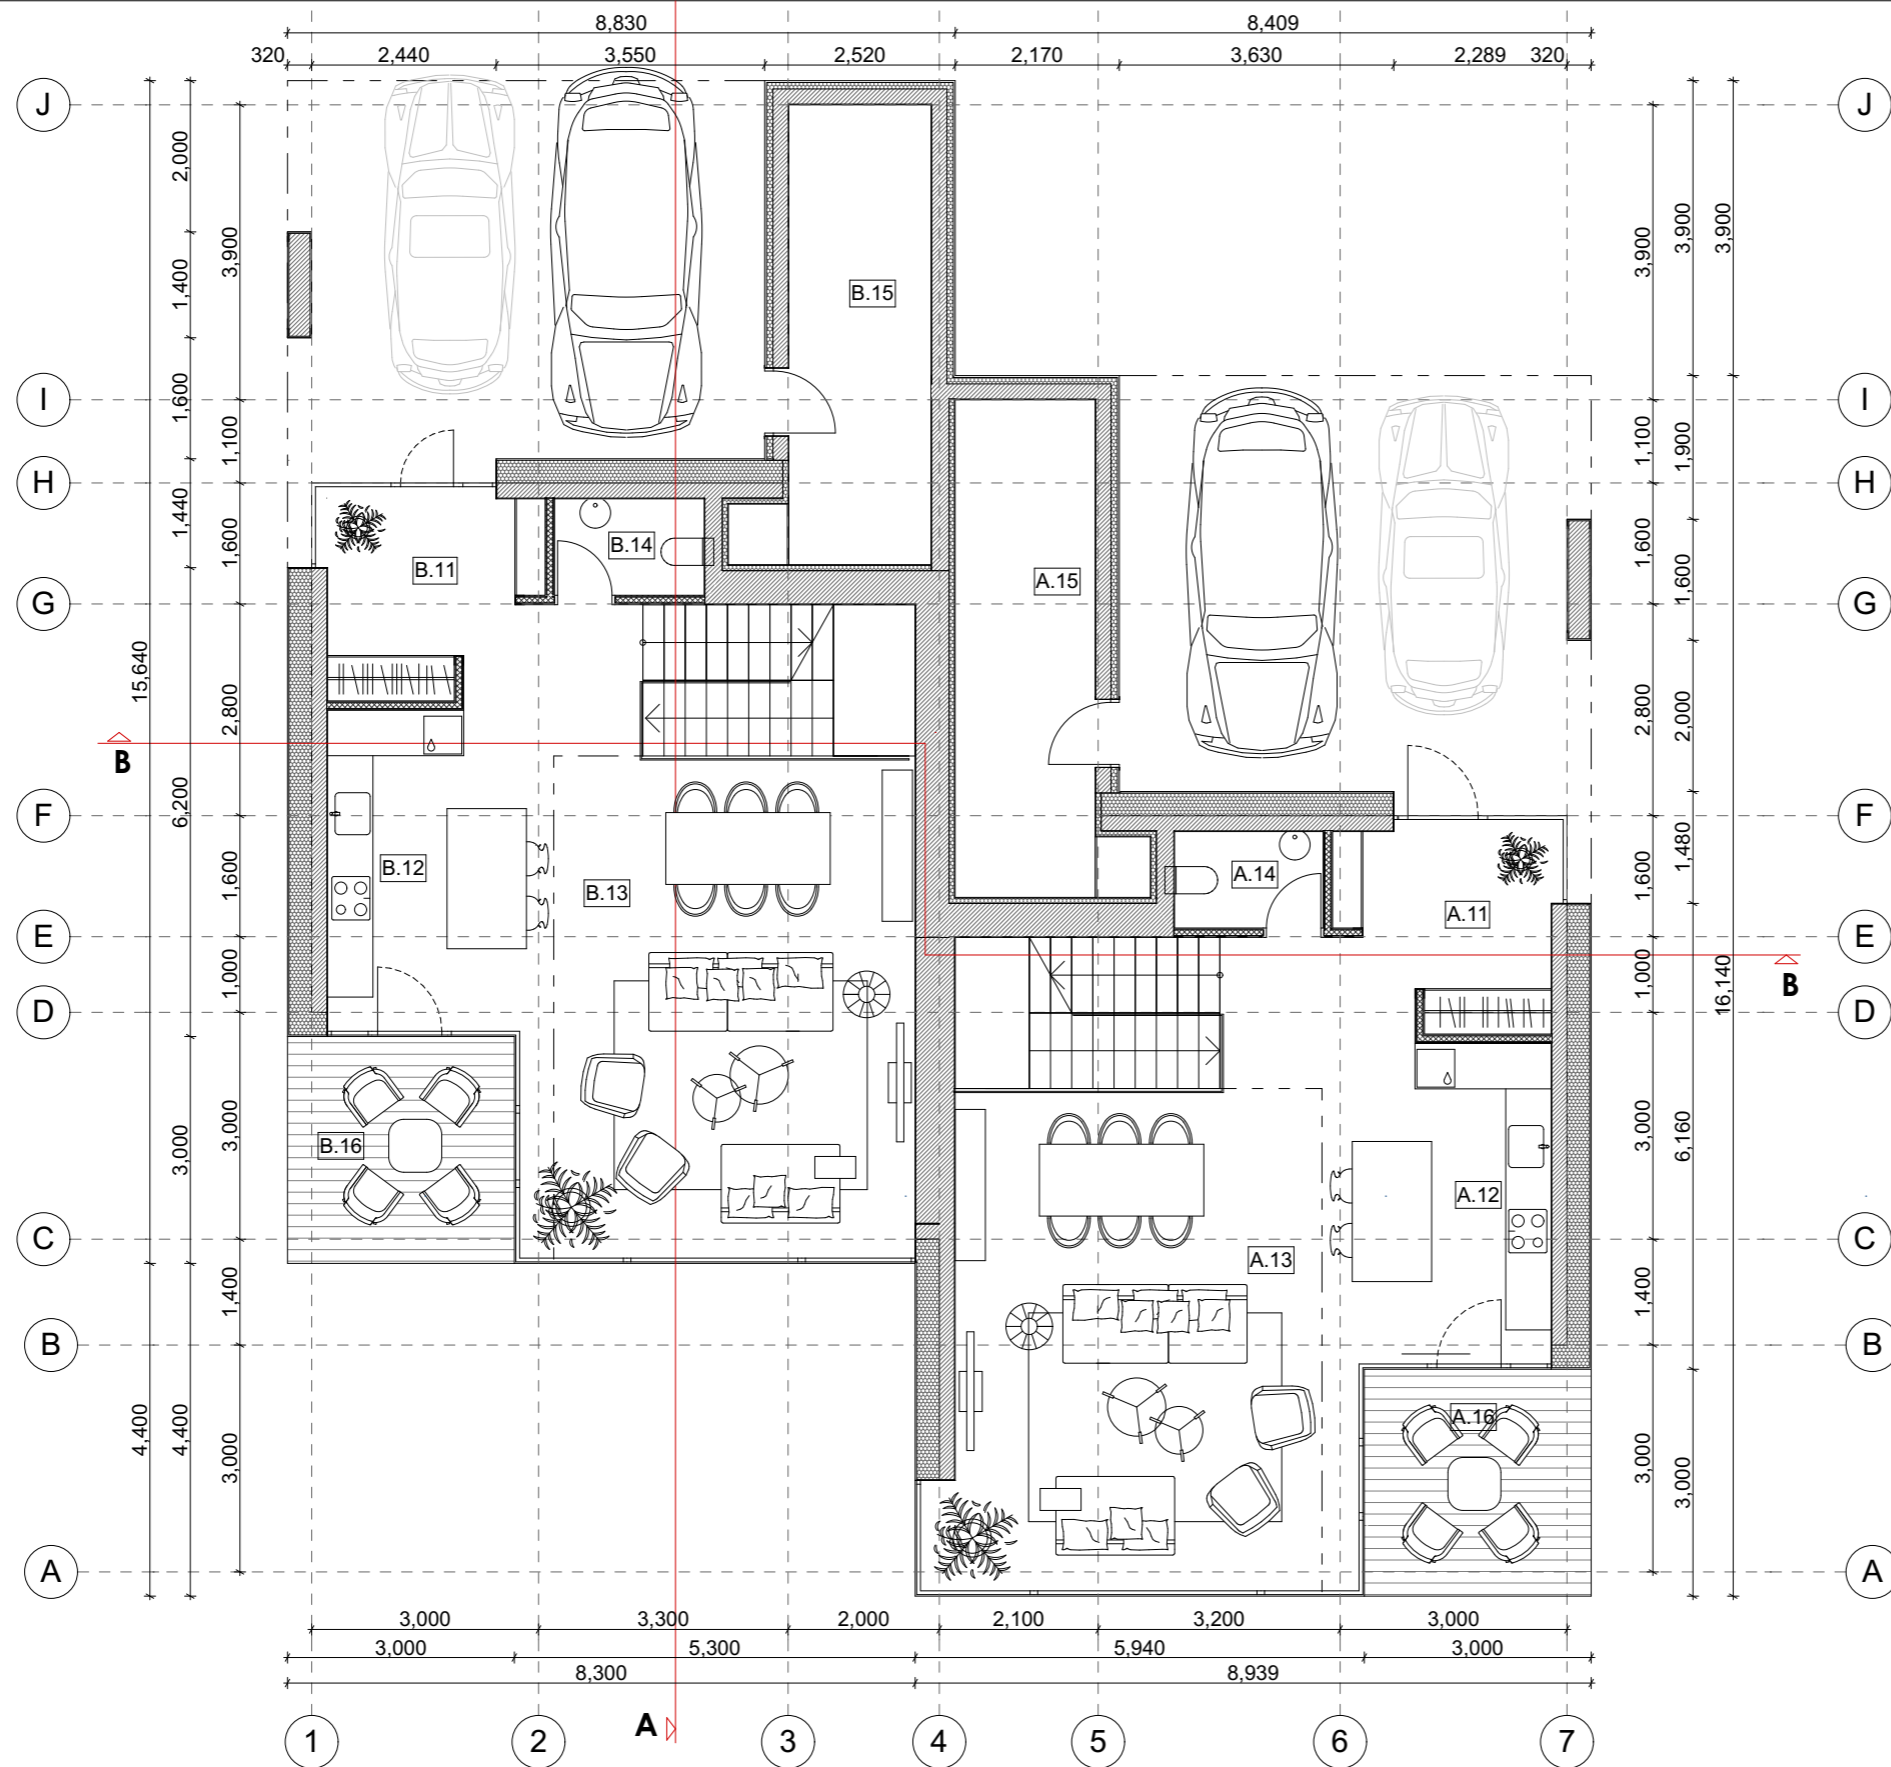 8,830 8,409
320 2,440 3,550 2,520 2,170 3,630 2,289 320
J J
2,000
3,900 3,900 3,900 3,900
1,400
B.15
I I
1,600
1,100 1,100 1,900
H H
1,440 1,600 B.14 1,600 1,600
B.11 A.15
G G
15,640 2,800 2,800 2,000
B
6,200
F F
B.12 B.13 1,600 A.14 1,600 1,480
A.11
E E
1,000 1,000 16,140 B
D D
3,000 3,000 3,000 6,160
B.16
A.12
C C
A.13
1,400 1,400
B B
4,400 4,400 3,000 A.16 3,000 3,000
A A
3,000 3,300 2,000 2,100 3,200 3,000
3,000 5,300 5,940 3,000
8,300 8,939
A
1 2 3 4 5 6 7